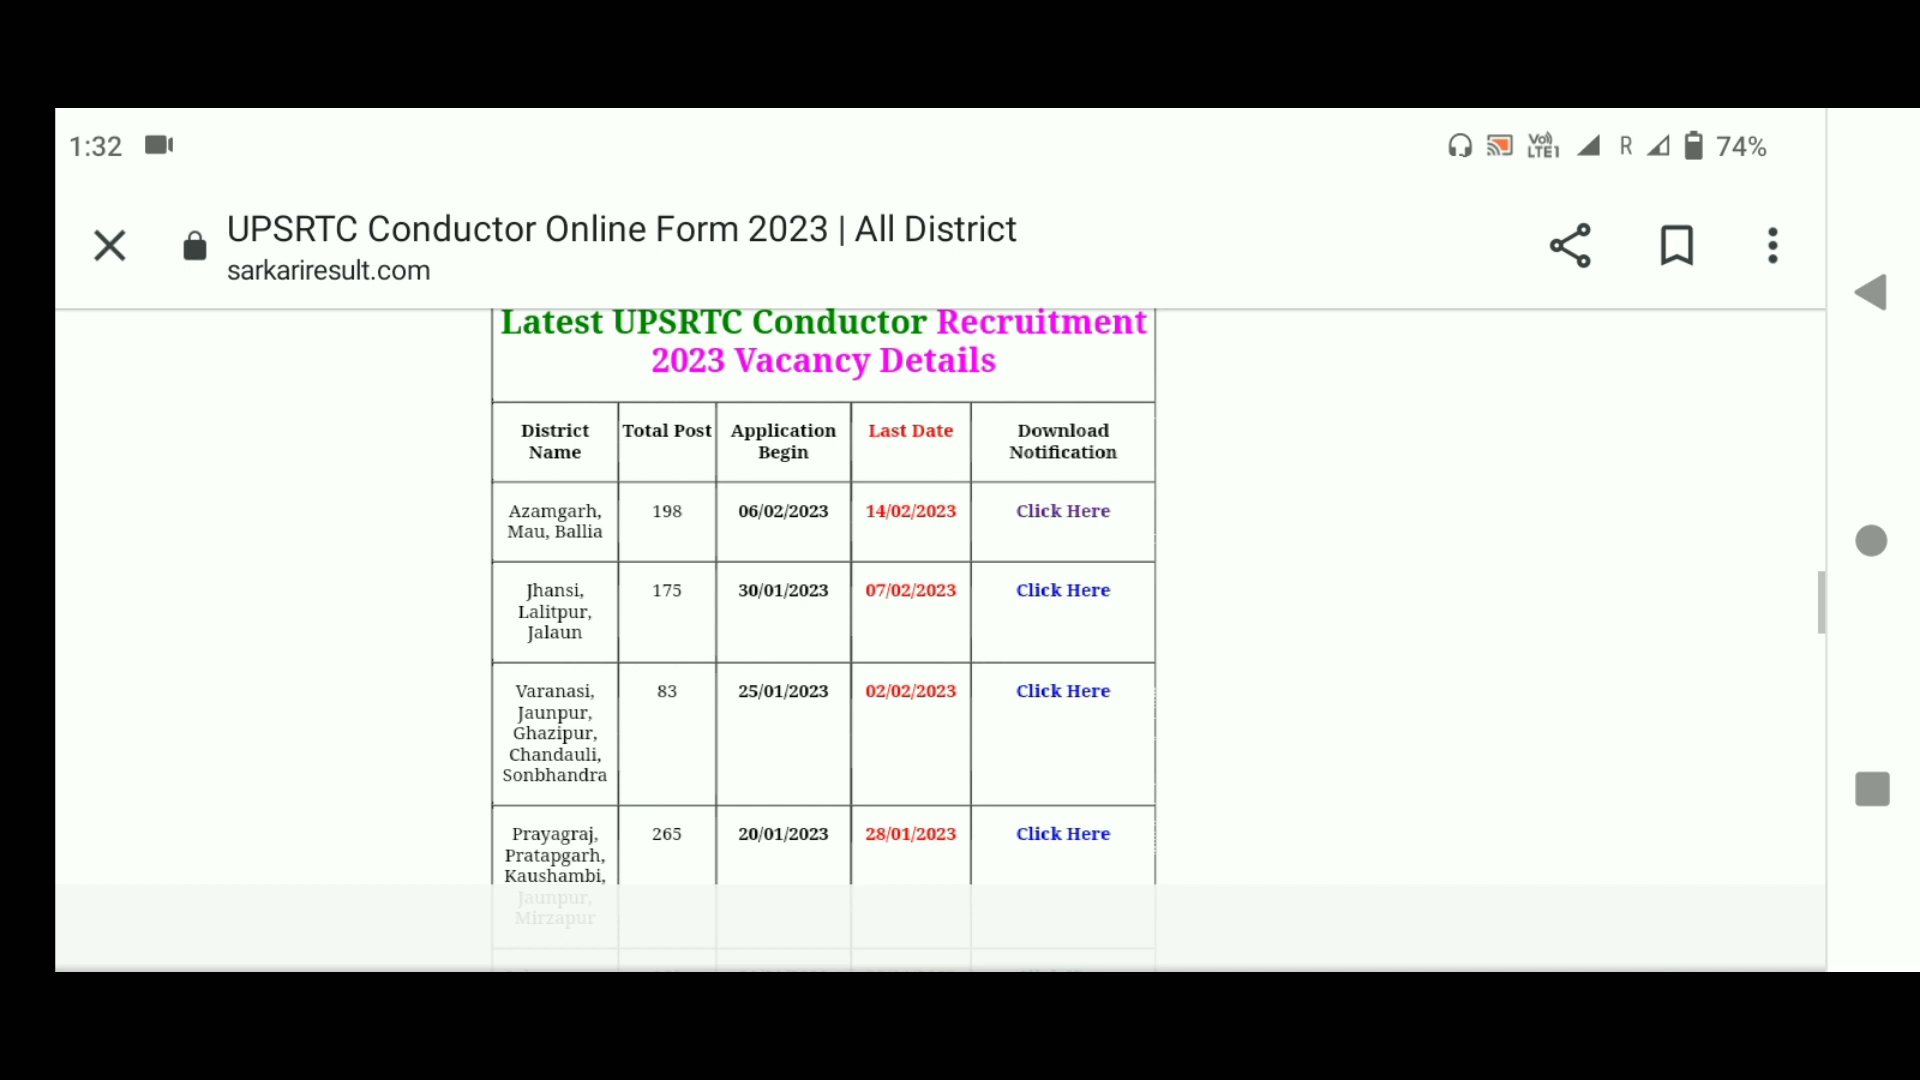 1:32
Vo)) LTE1 R 74%
UPSRTC Conductor Online Form 2023 | All District
sarkariresult.com
Latest UPSRTC Conductor Recruitment
2023 Vacancy Details
District Name Total Post Application Begin Last Date Download Notification
Azamgarh, Mau, Ballia 198 06/02/2023 14/02/2023 Click Here
Jhansi, Lalitpur, Jalaun 175 30/01/2023 07/02/2023 Click Here
Varanasi, Jaunpur, Ghazipur, Chandauli, Sonbhandra 83 25/01/2023 02/02/2023 Click Here
Prayagraj, Pratapgarh, Kaushambi, Jaunpur, Mirzapur 265 20/01/2023 28/01/2023 Click Here